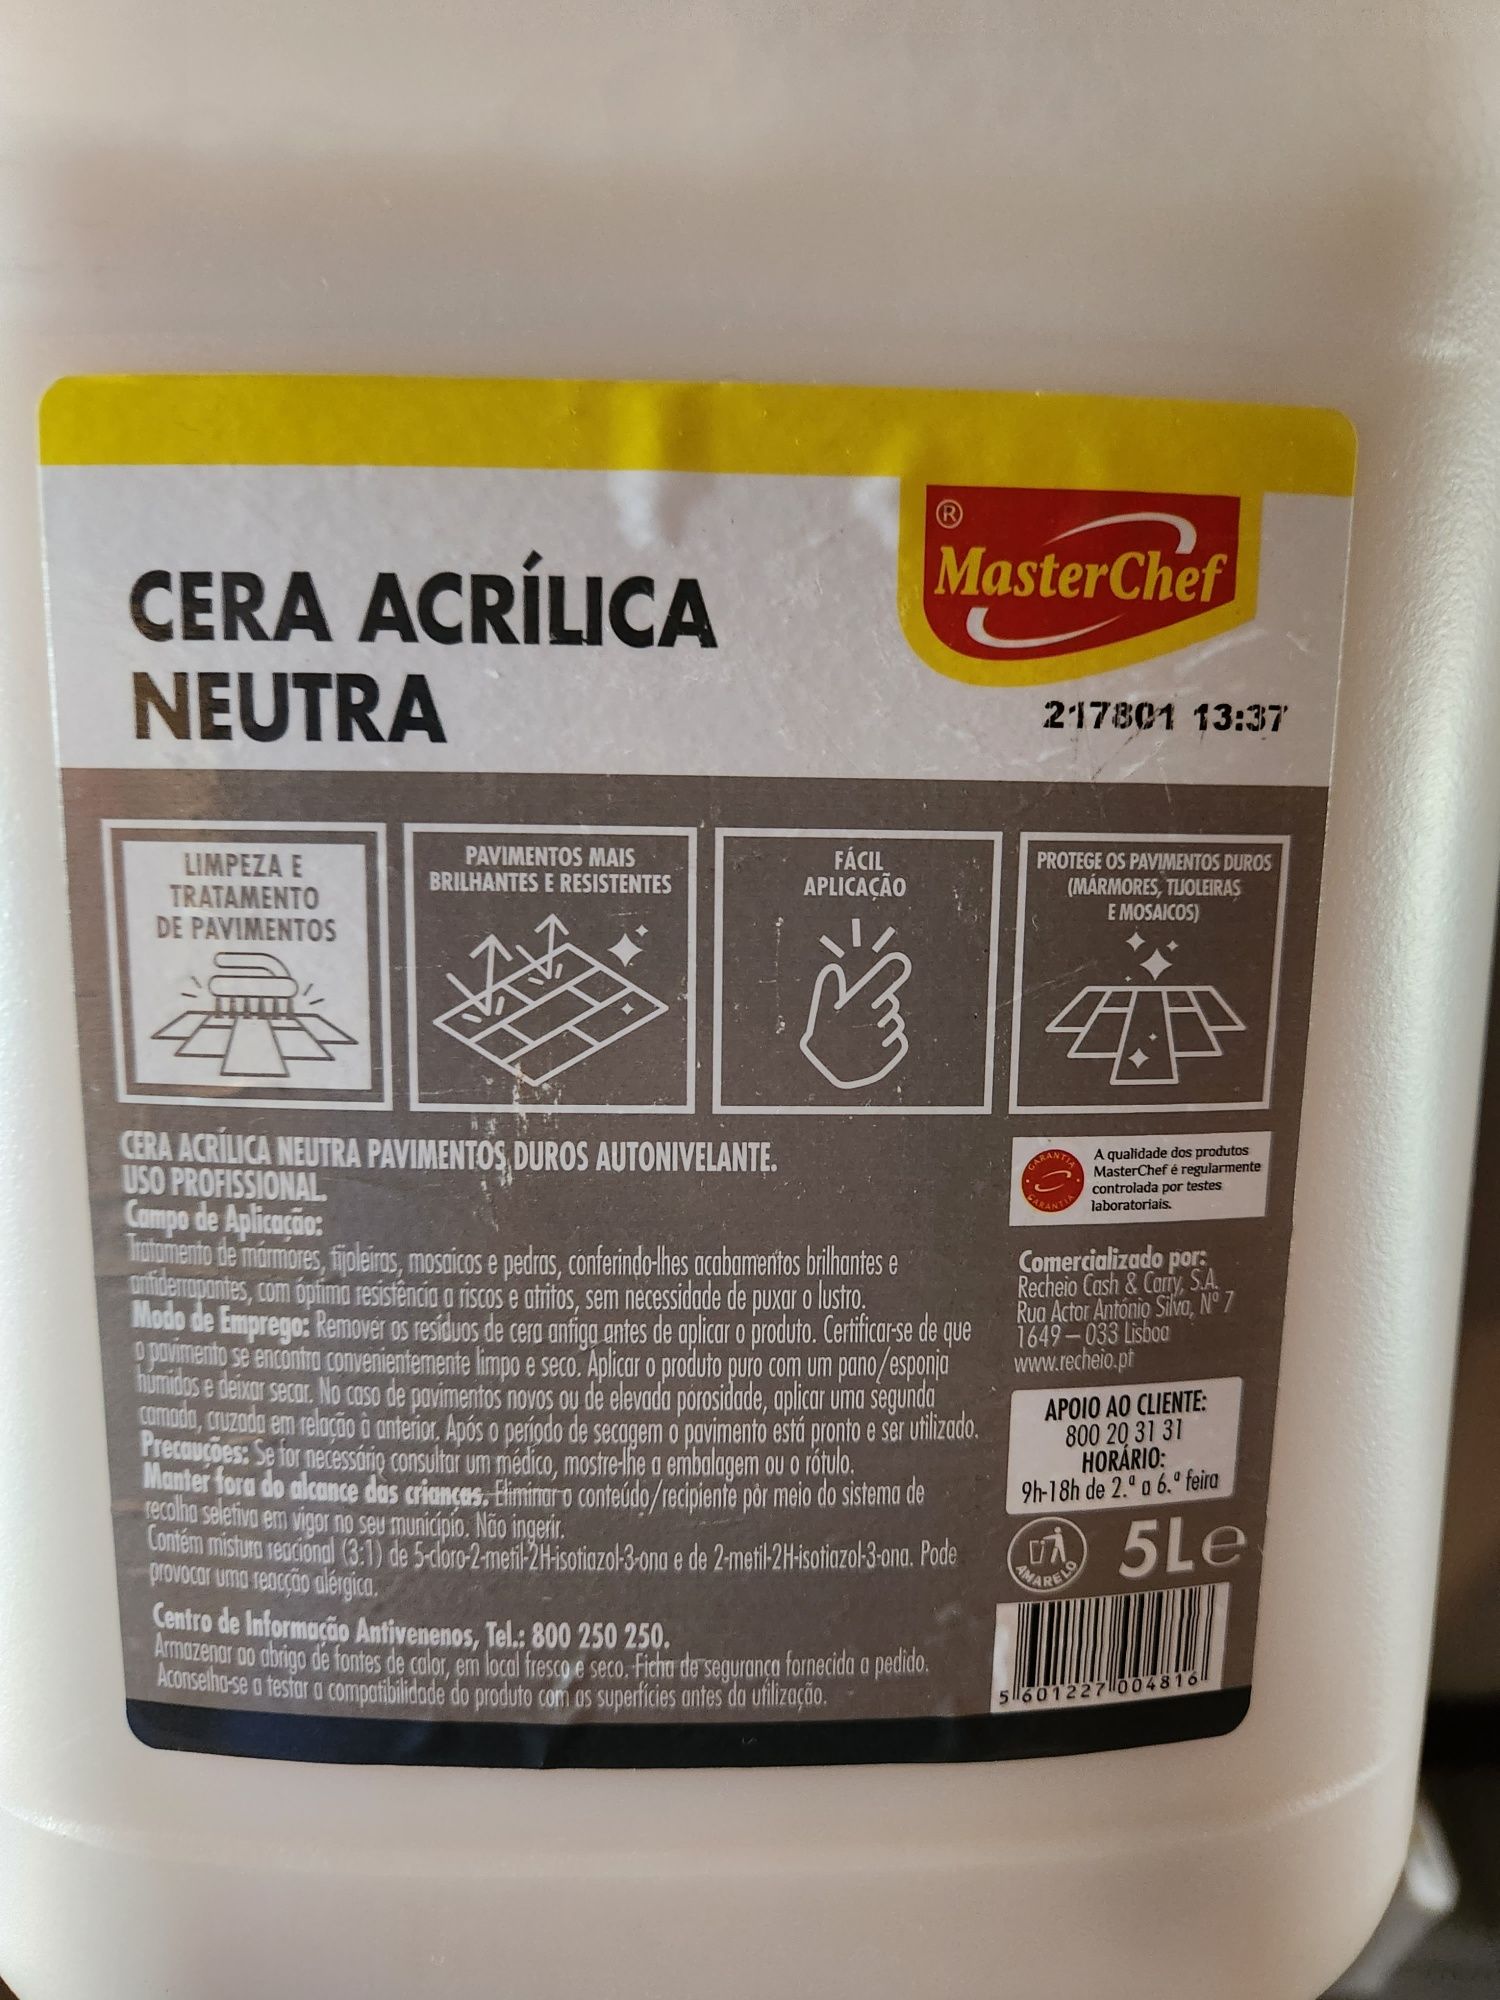 CERA ACRÍLICA
NEUTRA
®
MasterChef
217801 13:37
LIMPEZA E
TRATAMENTO
DE PAVIMENTOS
PAVIMENTOS MAIS
BRILHANTES E RESISTENTES
FÁCIL
APLICAÇÃO
PROTEGE OS PAVIMENTOS DUROS
(MÁRMORES, TIJOLEIRAS
E MOSAICOS)
CERA ACRÍLICA NEUTRA PAVIMENTOS DUROS AUTONIVELANTE.
USO PROFISSIONAL.
Campo de Aplicação:
Tratamento de mármores, tijoleiras, mosaicos e pedras, conferindo-lhes acabamentos brilhantes e
antiderrapantes, com óptima resistência a riscos e atritos, sem necessidade de puxar o lustro.
Modo de Emprego: Remover os resíduos de cera antiga antes de aplicar o produto. Certificar-se de que
o pavimento se encontra convenientemente limpo e seco. Aplicar o produto puro com um pano/esponja
húmidos e deixar secar. No caso de pavimentos novos ou de elevada porosidade, aplicar uma segunda
camada, cruzada em relação à anterior. Após o período de secagem o pavimento está pronto e ser utilizado.
Precauções: Se for necessário consultar um médico, mostre-lhe a embalagem ou o rótulo.
Manter fora do alcance das crianças. Eliminar o conteúdo/recipiente por meio do sistema de
recolha seletiva em vigor no seu município. Não ingerir.
Contém mistura reacional (3:1) de 5-cloro-2-metil-2H-isotiazol-3-ona e de 2-metil-2H-isotiazol-3-ona. Pode
provocar uma reacção alérgica.
Centro de Informação Antivenenos, Tel.: 800 250 250.
Armazenar ao abrigo de fontes de calor, em local fresco e seco. Ficha de segurança fornecida a pedido.
Aconselha-se a testar a compatibilidade do produto com as superfícies antes da utilização.
GARANTIA
GARANTIA
A qualidade dos produtos
MasterChef é regularmente
controlada por testes
laboratoriais.
Comercializado por:
Recheio Cash & Carry, S.A.
Rua Actor António Silva, Nº 7
1649 – 033 Lisboa
www.recheio.pt
APOIO AO CLIENTE:
800 20 31 31
HORÁRIO:
9h-18h de 2.ª a 6.ª feira
AMARELO
5L e
5 601227 004816